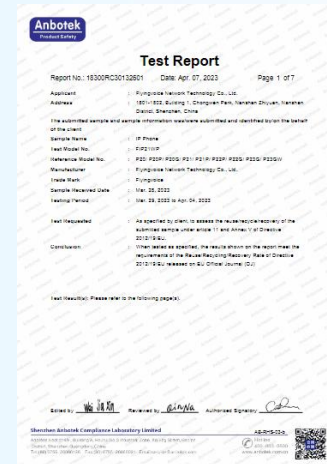 Anbotek
Product Safety
Test Report
Report No.: 18300RC30132601 Date: Apr. 07, 2023 Page 1 of 7
Applicant : Flyingvoice Network Technology Co., Ltd.
Address : 1801-1803, Building 1, Chongwen Park, Nanshan Zhiyuan, Nanshan
District, Shenzhen, China
The submitted sample and sample information was/were submitted and identified by/on the behalf
of the client
Sample Name : IP Phone
Test Model No. : FIP21WP
Reference Model No. : P20/ P20P/ P20G/ P21/ P21P/ P22P/ P22G/ P23G/ P23GW
Manufacturer : Flyingvoice Network Technology Co., Ltd.
Trade Mark : Flyingvoice
Sample Received Date : Mar. 28, 2023
Testing Period : Mar. 29, 2023 to Apr. 04, 2023
Test Requested : As specified by client, to assess the reuse/recycle/recovery of the
submitted sample under article 11 and Annex V of Directive
2012/19/EU.
Conclusion : When tested as specified, the results shown on the report meet the
requirements of the Reuse/ Recycling/Recovery Rate of Directive
2012/19/EU released on EU Official Journal (OJ)
Test Result(s): Please refer to the following page(s).
Edited by Reviewed by Authorized Signatory
Shenzhen Anbotek Compliance Laboratory Limited